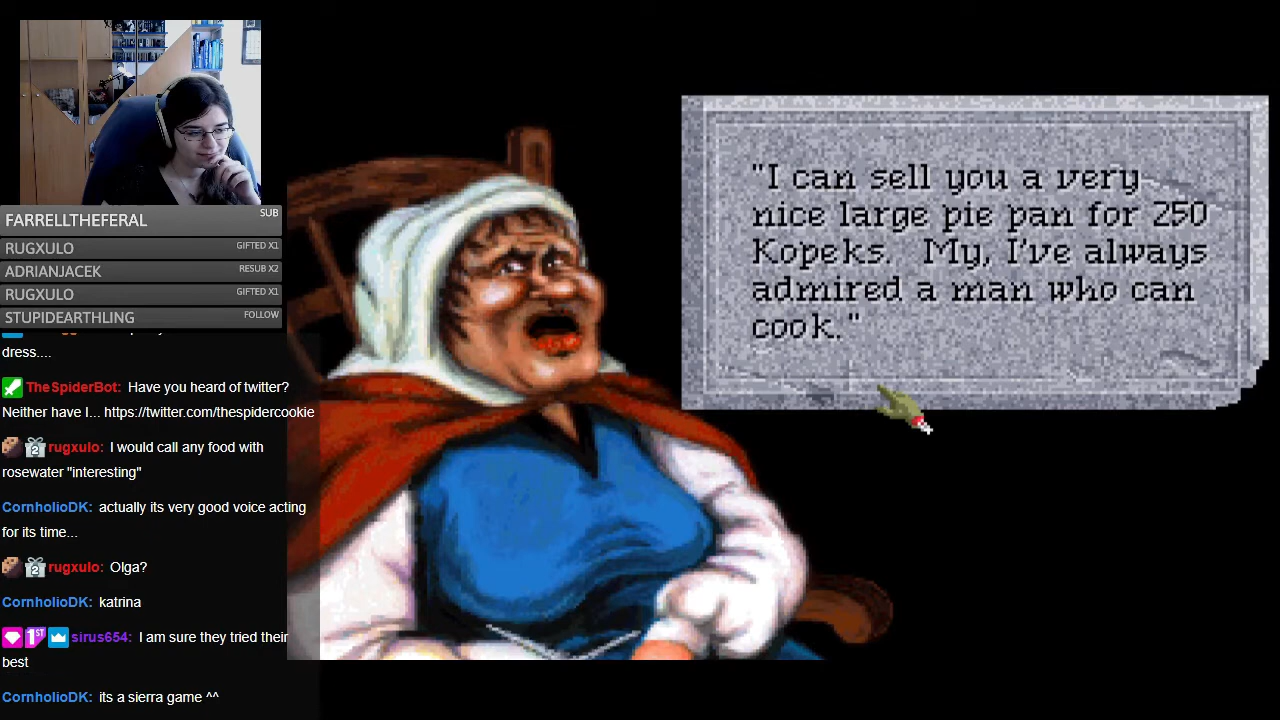 FARRELLTHEFERAL SUB
RUGXULO GIFTED X1
ADRIANJACEK RESUB X2
RUGXULO GIFTED X1
STUPIDEARTHLING FOLLOW
dress....
TheSpiderBot: Have you heard of twitter?
Neither have I... https://twitter.com/thespidercookie
2 rugxulo: I would call any food with
rosewater "interesting"
CornholioDK: actually its very good voice acting
for its time...
2 rugxulo: Olga?
CornholioDK: katrina
1ST sirus654: I am sure they tried their
best
CornholioDK: its a sierra game ^^
"I can sell you a very
nice large pie pan for 250
Kopeks. My, I've always
admired a man who can
cook."